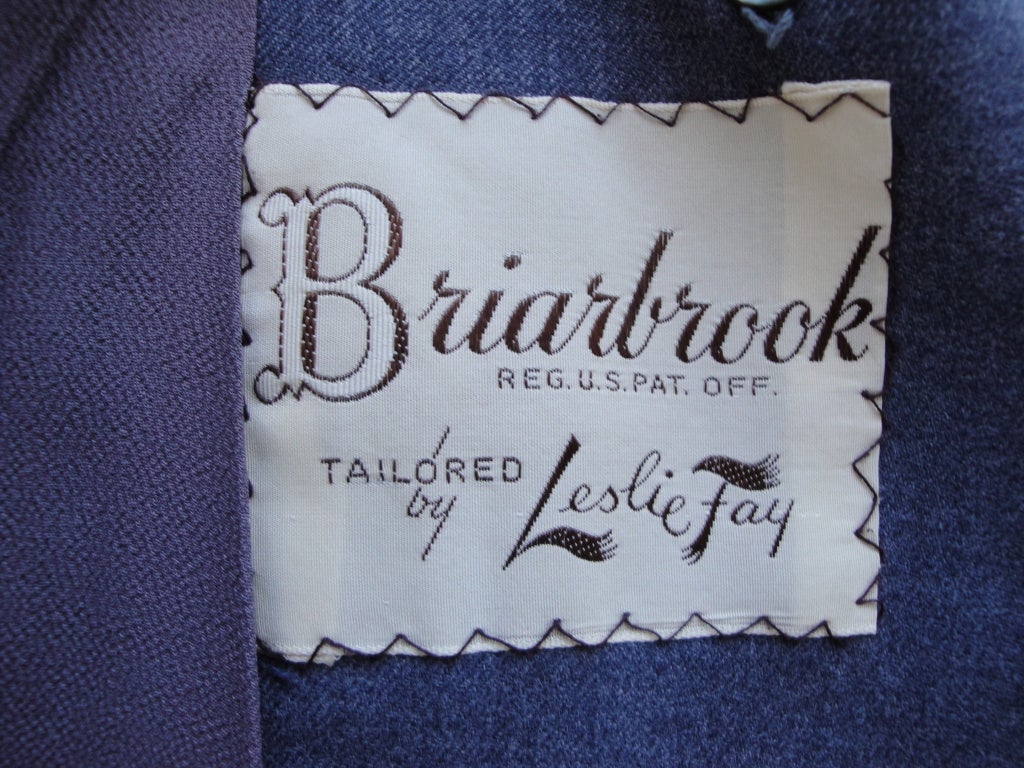 Briarbrook
REG. U.S. PAT. OFF.
TAILORED
by Leslie Fay